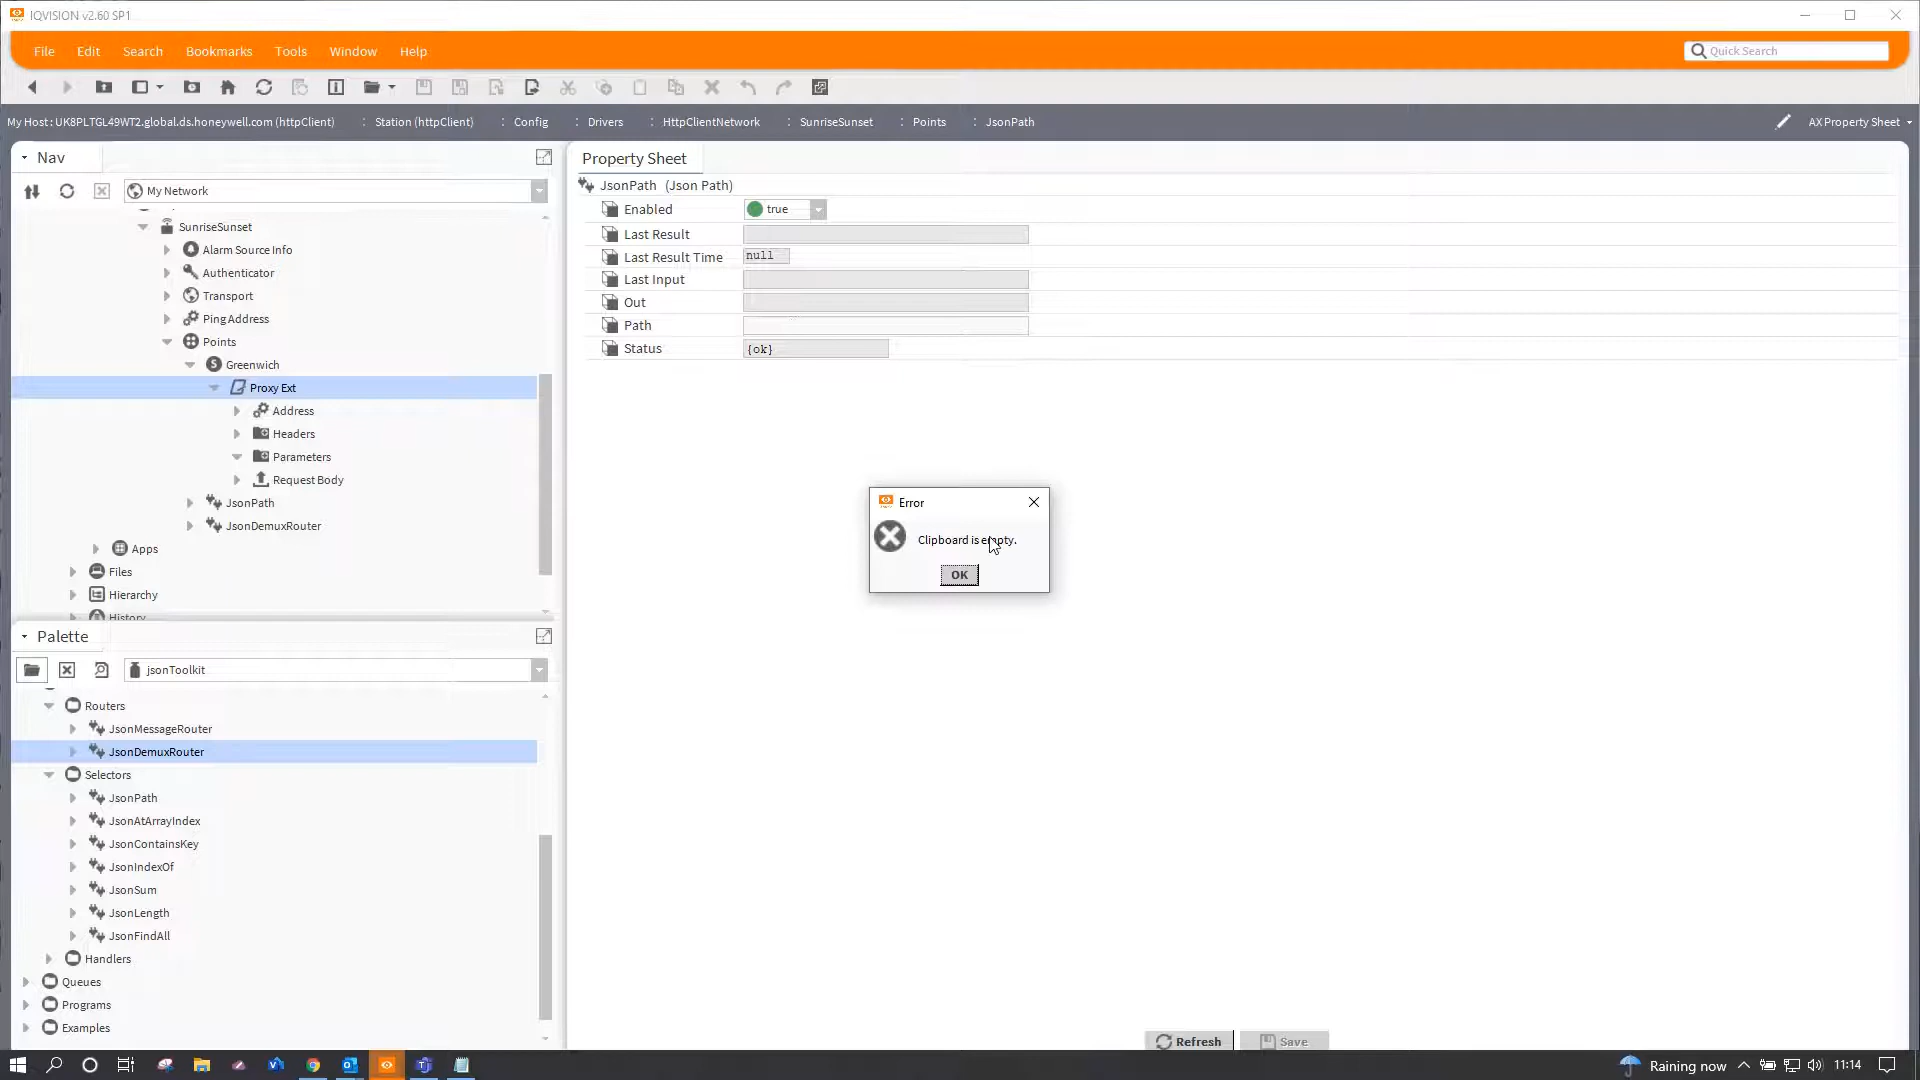 IQVISION v2.60 SP1
File Edit Search Bookmarks Tools Window Help
Quick Search
My Host : UK8PLTGL49WT2.global.ds.honeywell.com (httpClient) : Station (httpClient) : Config : Drivers : HttpClientNetwork : SunriseSunset : Points : JsonPath
AX Property Sheet
Nav
My Network
SunriseSunset
Alarm Source Info
Authenticator
Transport
Ping Address
Points
Greenwich
Proxy Ext
Address
Headers
Parameters
Request Body
JsonPath
JsonDemuxRouter
Apps
Files
Hierarchy
History
Palette
jsonToolkit
Routers
JsonMessageRouter
JsonDemuxRouter
Selectors
JsonPath
JsonAtArrayIndex
JsonContainsKey
JsonIndexOf
JsonSum
JsonLength
JsonFindAll
Handlers
Queues
Programs
Examples
Property Sheet
JsonPath (Json Path)
Enabled true
Last Result
Last Result Time null
Last Input
Out
Path
Status {ok}
Error
Clipboard is empty.
OK
Refresh
Save
Raining now
11:14